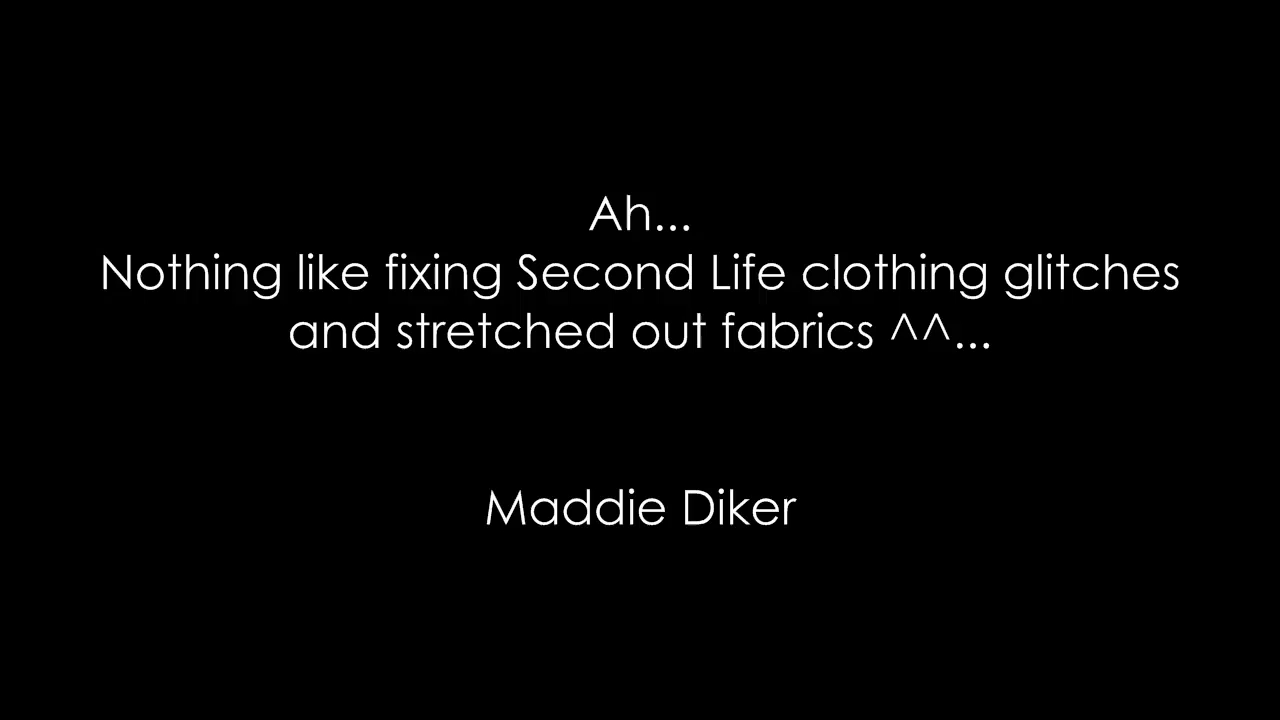 Ah...
Nothing like fixing Second Life clothing glitches
and stretched out fabrics ^^...
Maddie Diker